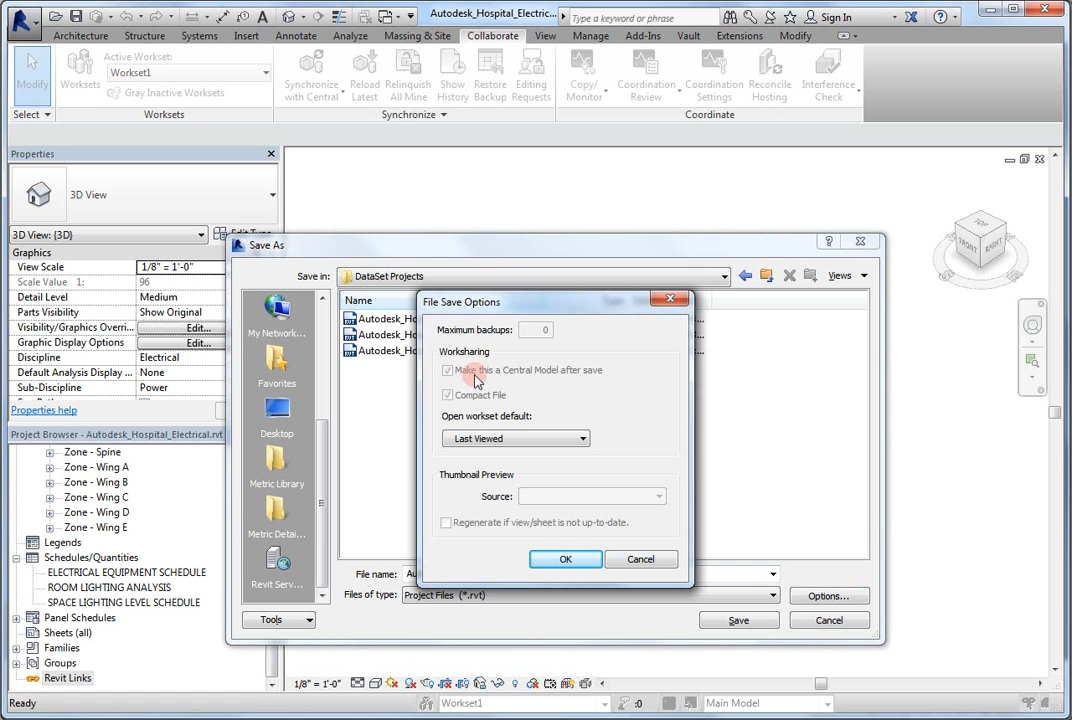 Autodesk_Hospital_Electric...
Type a keyword or phrase
Sign In
Architecture Structure Systems Insert Annotate Analyze Massing & Site Collaborate View Manage Add-Ins Vault Extensions Modify
Modify
Worksets
Active Workset:
Workset1
Gray Inactive Worksets
Synchronize with Central
Reload Latest
Relinquish All Mine
Show History
Restore Backup
Editing Requests
Copy/ Monitor
Coordination Review
Coordination Settings
Reconcile Hosting
Interference Check
Select
Worksets
Synchronize
Coordinate
Properties
3D View
3D View: {3D}
Edit Type
Graphics
View Scale 1/8" = 1'-0"
Scale Value 1: 96
Detail Level Medium
Parts Visibility Show Original
Visibility/Graphics Overri... Edit...
Graphic Display Options Edit...
Discipline Electrical
Default Analysis Display ... None
Sub-Discipline Power
Properties help
Project Browser - Autodesk_Hospital_Electrical.rvt
Zone - Spine
Zone - Wing A
Zone - Wing B
Zone - Wing C
Zone - Wing D
Zone - Wing E
Legends
Schedules/Quantities
ELECTRICAL EQUIPMENT SCHEDULE
ROOM LIGHTING ANALYSIS
SPACE LIGHTING LEVEL SCHEDULE
Panel Schedules
Sheets (all)
Families
Groups
Revit Links
TOP
FRONT
RIGHT
Save As
Save in: DataSet Projects
Views
My Network...
Favorites
Desktop
Metric Library
Metric Detai...
Revit Serv...
Name
Autodesk_Ho
Autodesk_Ho
Autodesk_Ho
File name: Au
Files of type: Project Files (*.rvt)
Options...
Tools
Save
Cancel
File Save Options
Maximum backups: 0
Worksharing
Make this a Central Model after save
Compact File
Open workset default:
Last Viewed
Thumbnail Preview
Source:
Regenerate if view/sheet is not up-to-date.
OK
Cancel
1/8" = 1'-0"
Ready
Workset1
:0
Main Model